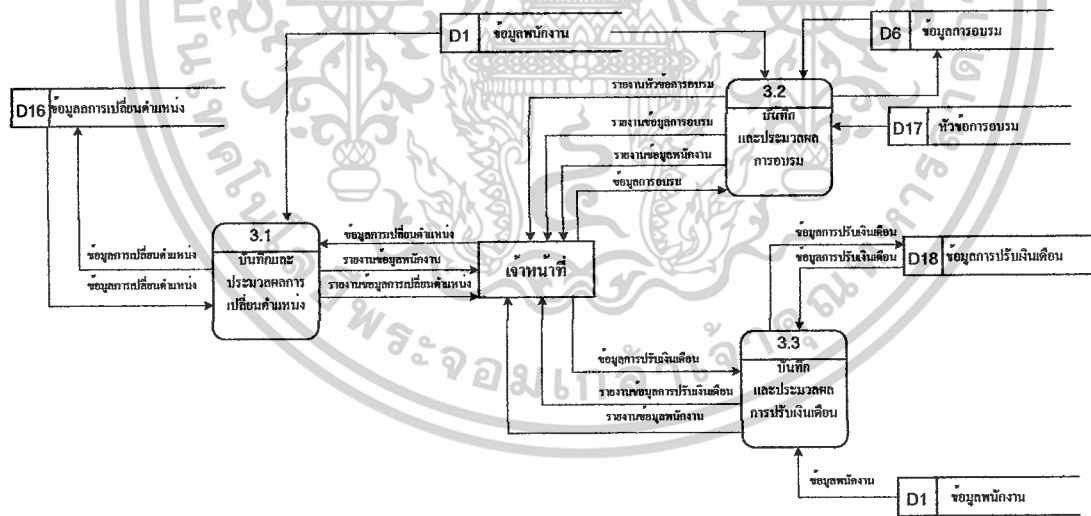 D1 ข้อมูลพนักงาน
D6 ข้อมูลการอบรม
D16 ข้อมูลลการเปลี่ยนตำแหน่ง
รายงานหัวข้อการอบรม
3.2
บันทึก
และประมวลผล
การอบรม
D17 หัวข้อการอบรม
รายงานข้อมูลการอบรม
รายงานข้อมูลพนักงาน
ข้อมูลการอบรม
3.1
บันทึกและ
ประมวลผลการ
เปลี่ยนตำแหน่ง
ข้อมูลการเปลี่ยนตำแหน่ง
ข้อมูลการเปลี่ยนตำแหน่ง
ข้อมูลการเปลี่ยนตำแหน่ง
รายงานข้อมูลพนักงาน
รายงานข้อมูลการเปลี่ยนตำแหน่ง
เจ้าหน้าที่
ข้อมูลการปรับเงินเดือน
ข้อมูลการปรับเงินเดือน
D18 ข้อมูลการปรับเงินเดือน
3.3
บันทึก
และประมวลผล
การปรับเงินเดือน
ข้อมูลการปรับเงินเดือน
รายงานข้อมูลการปรับเงินเดือน
รายงานข้อมูลพนักงาน
ข้อมูลพนักงาน
D1 ข้อมูลพนักงาน
พระจอมเกล้าเจ้าคุณทหาร